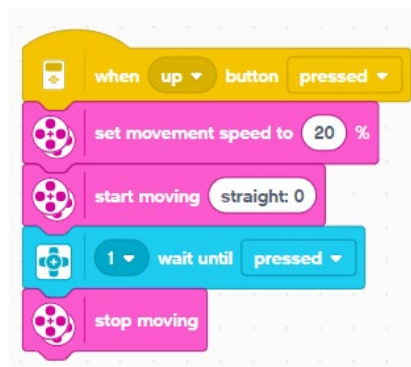 when up button pressed
set movement speed to 20 %
start moving straight: 0
1 wait until pressed
stop moving